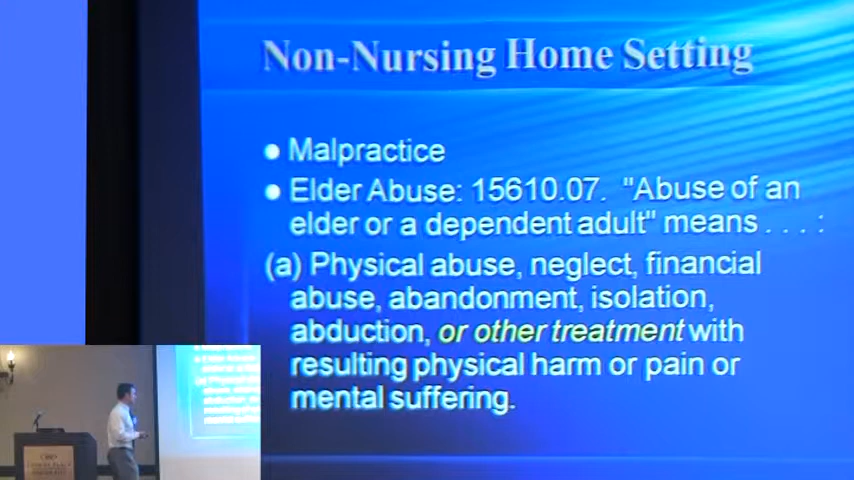 Non-Nursing Home Setting
● Malpractice
● Elder Abuse: 15610.07. "Abuse of an
elder or a dependent adult" means . . . . :
(a) Physical abuse, neglect, financial
abuse, abandonment, isolation,
abduction, or other treatment with
resulting physical harm or pain or
mental suffering.